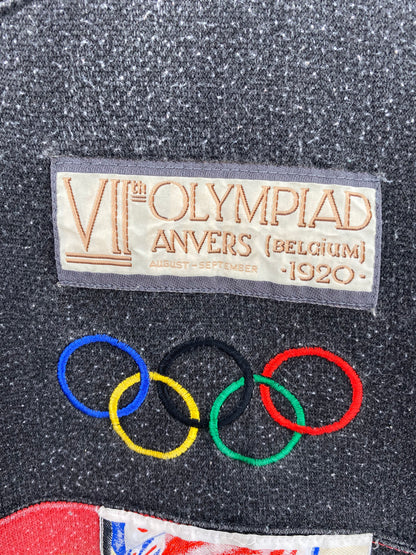 VIIth OLYMPIAD
ANVERS (BELGIUM)
AUGUST-SEPTEMBER ·1920·